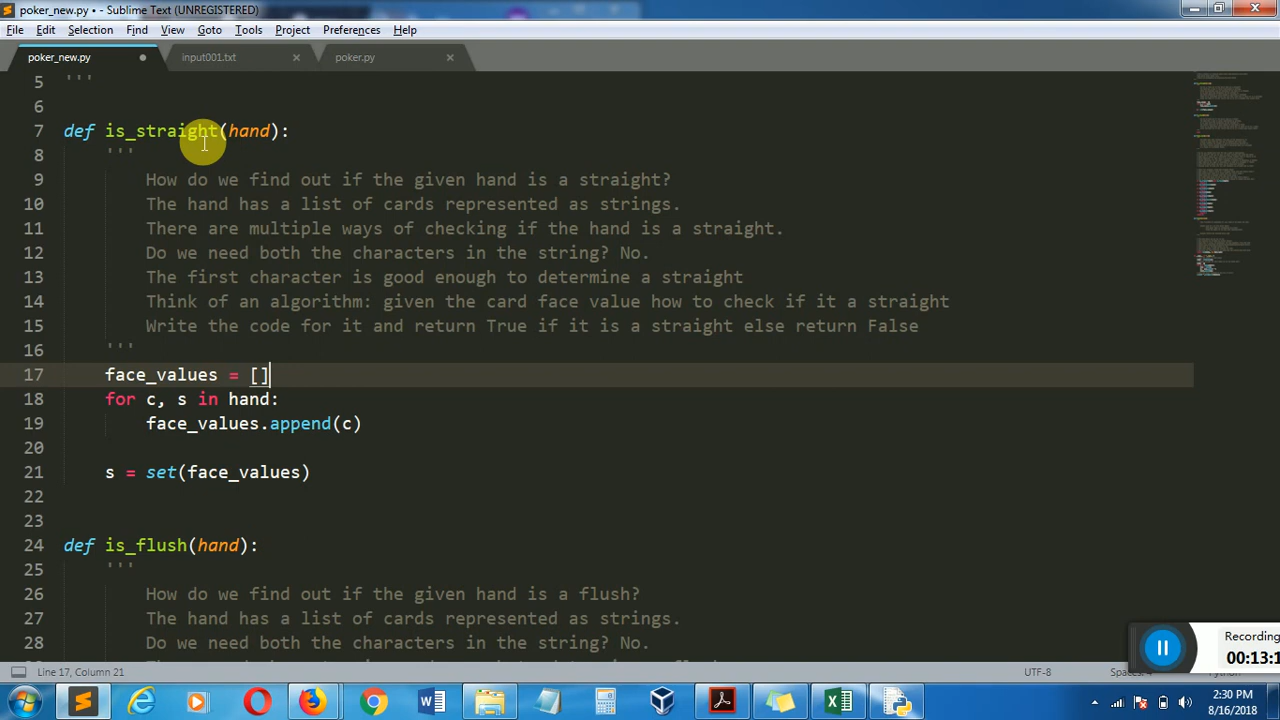 poker_new.py • - Sublime Text (UNREGISTERED)
File Edit Selection Find View Goto Tools Project Preferences Help
poker_new.py input001.txt poker.py
5 '''
6
7 def is_straight(hand):
8 '''
9 How do we find out if the given hand is a straight?
10 The hand has a list of cards represented as strings.
11 There are multiple ways of checking if the hand is a straight.
12 Do we need both the characters in the string? No.
13 The first character is good enough to determine a straight
14 Think of an algorithm: given the card face value how to check if it a straight
15 Write the code for it and return True if it is a straight else return False
16 '''
17 face_values = []
18 for c, s in hand:
19 face_values.append(c)
20
21 s = set(face_values)
22
23
24 def is_flush(hand):
25 '''
26 How do we find out if the given hand is a flush?
27 The hand has a list of cards represented as strings.
28 Do we need both the characters in the string? No.
Recording
00:13:1
Line 17, Column 21 UTF-8
2:30 PM
8/16/2018